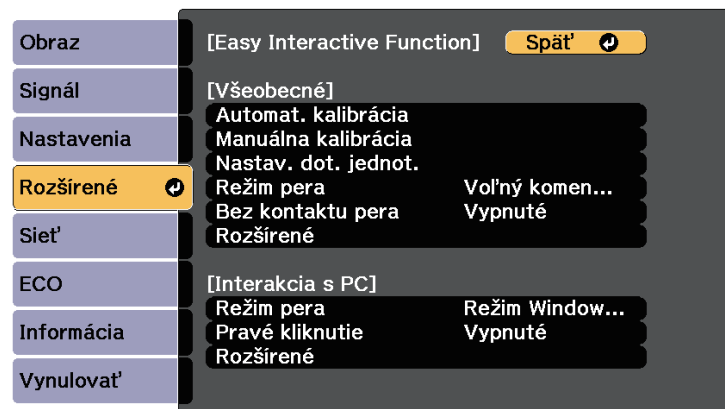 Obraz
Signál
Nastavenia
Rozšírené
Sieť
ECO
Informácia
Vynulovať
[Easy Interactive Function] Späť
[Všeobecné]
Automat. kalibrácia
Manuálna kalibrácia
Nastav. dot. jednot.
Režim pera Voľný komen...
Bez kontaktu pera Vypnuté
Rozšírené
[Interakcia s PC]
Režim pera Režim Window...
Pravé kliknutie Vypnuté
Rozšírené